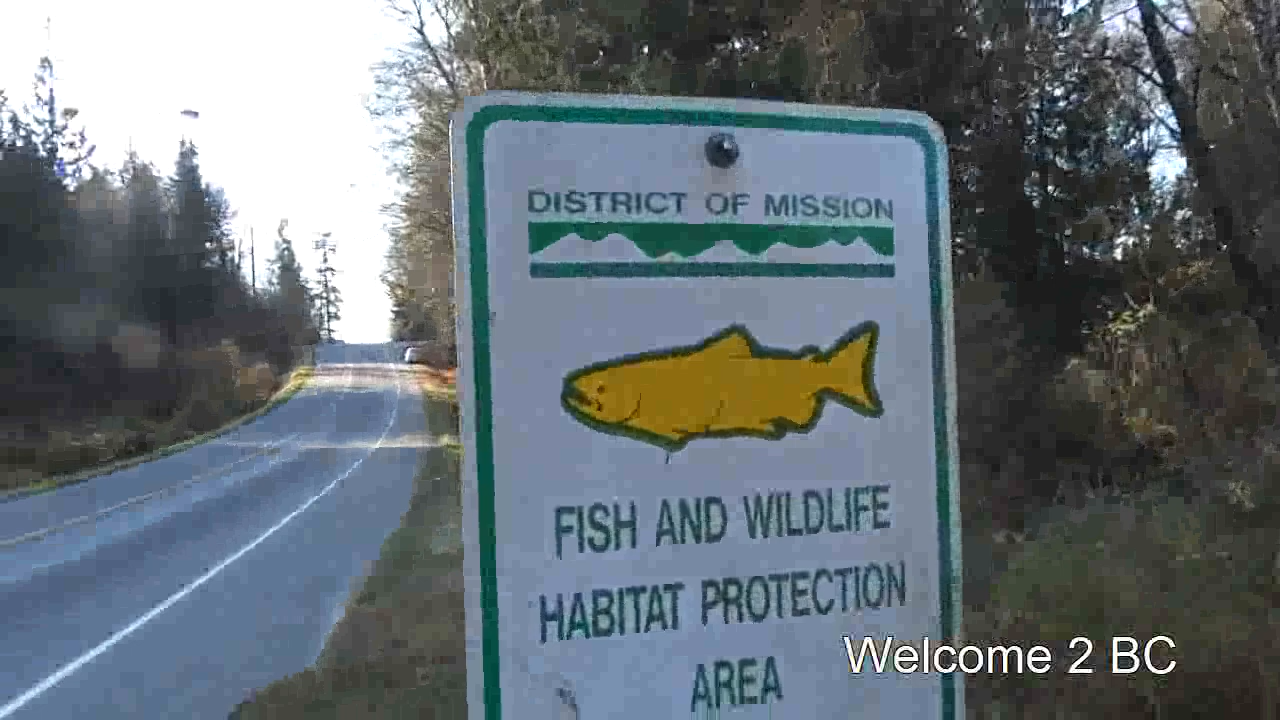 DISTRICT OF MISSION
FISH AND WILDLIFE
HABITAT PROTECTION
AREA
Welcome 2 BC